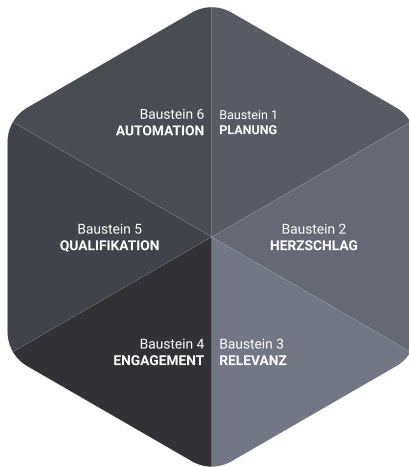 Baustein 6
AUTOMATION
Baustein 1
PLANUNG
Baustein 5
QUALIFIKATION
Baustein 2
HERZSCHLAG
Baustein 4
ENGAGEMENT
Baustein 3
RELEVANZ